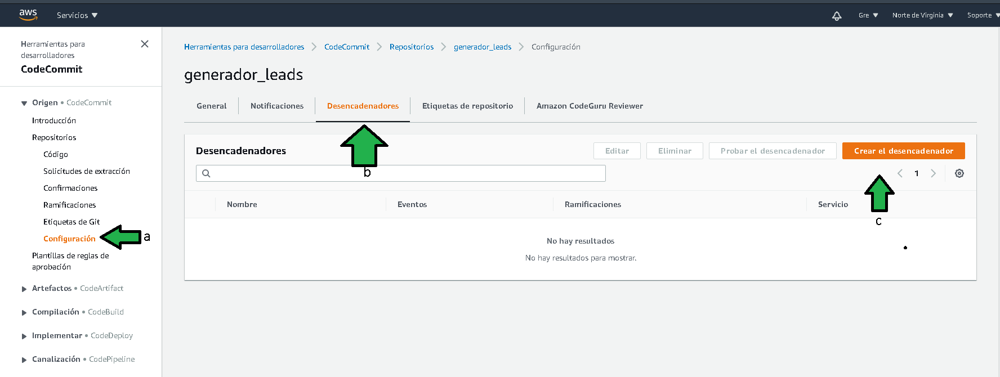 aws
Servicios
Gre
Norte de Virginia
Soporte
Herramientas para
desarrolladores
CodeCommit
Origen • CodeCommit
Introducción
Repositorios
Código
Solicitudes de extracción
Confirmaciones
Ramificaciones
Etiquetas de Git
Configuración
a
Plantillas de reglas de
aprobación
Artefactos • CodeArtifact
Compilación • CodeBuild
Implementar • CodeDeploy
Canalización • CodePipeline
Herramientas para desarrolladores > CodeCommit > Repositorios > generador_leads > Configuración
generador_leads
General
Notificaciones
Desencadenadores
Etiquetas de repositorio
Amazon CodeGuru Reviewer
Desencadenadores
Editar
Eliminar
Probar el desencadenador
Crear el desencadenador
b
1
c
Nombre
Eventos
Ramificaciones
Servicio
No hay resultados
No hay resultados para mostrar.